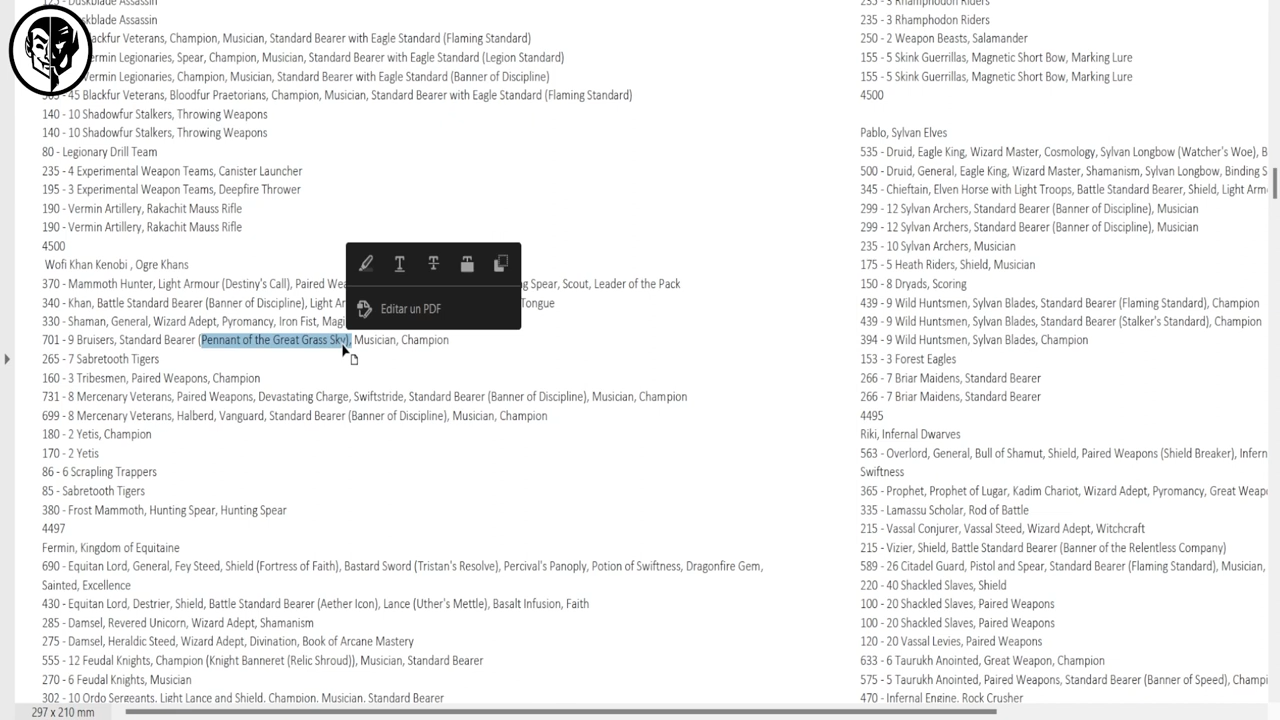 125 - Duskblade Assassin
Duskblade Assassin
Blackfur Veterans, Champion, Musician, Standard Bearer with Eagle Standard (Flaming Standard)
Vermin Legionaries, Spear, Champion, Musician, Standard Bearer with Eagle Standard (Legion Standard)
Vermin Legionaries, Champion, Musician, Standard Bearer with Eagle Standard (Banner of Discipline)
45 Blackfur Veterans, Bloodfur Praetorians, Champion, Musician, Standard Bearer with Eagle Standard (Flaming Standard)
140 - 10 Shadowfur Stalkers, Throwing Weapons
140 - 10 Shadowfur Stalkers, Throwing Weapons
80 - Legionary Drill Team
235 - 4 Experimental Weapon Teams, Canister Launcher
195 - 3 Experimental Weapon Teams, Deepfire Thrower
190 - Vermin Artillery, Rakachit Mauss Rifle
190 - Vermin Artillery, Rakachit Mauss Rifle
4500
Wofi Khan Kenobi , Ogre Khans
370 - Mammoth Hunter, Light Armour (Destiny's Call), Paired Wea g Spear, Scout, Leader of the Pack
340 - Khan, Battle Standard Bearer (Banner of Discipline), Light Ar Tongue
330 - Shaman, General, Wizard Adept, Pyromancy, Iron Fist, Magi
701 - 9 Bruisers, Standard Bearer (Pennant of the Great Grass Sky), Musician, Champion
265 - 7 Sabretooth Tigers
160 - 3 Tribesmen, Paired Weapons, Champion
731 - 8 Mercenary Veterans, Paired Weapons, Devastating Charge, Swiftstride, Standard Bearer (Banner of Discipline), Musician, Champion
699 - 8 Mercenary Veterans, Halberd, Vanguard, Standard Bearer (Banner of Discipline), Musician, Champion
180 - 2 Yetis, Champion
170 - 2 Yetis
86 - 6 Scrapling Trappers
85 - Sabretooth Tigers
380 - Frost Mammoth, Hunting Spear, Hunting Spear
4497
Fermin, Kingdom of Equitaine
690 - Equitan Lord, General, Fey Steed, Shield (Fortress of Faith), Bastard Sword (Tristan's Resolve), Percival's Panoply, Potion of Swiftness, Dragonfire Gem,
Sainted, Excellence
430 - Equitan Lord, Destrier, Shield, Battle Standard Bearer (Aether Icon), Lance (Uther's Mettle), Basalt Infusion, Faith
285 - Damsel, Revered Unicorn, Wizard Adept, Shamanism
275 - Damsel, Heraldic Steed, Wizard Adept, Divination, Book of Arcane Mastery
555 - 12 Feudal Knights, Champion (Knight Banneret (Relic Shroud)), Musician, Standard Bearer
270 - 6 Feudal Knights, Musician
302 - 10 Ordo Sergeants, Light Lance and Shield, Champion, Musician, Standard Bearer
Editar un PDF
235 - 3 Rhamphodon Riders
235 - 3 Rhamphodon Riders
250 - 2 Weapon Beasts, Salamander
155 - 5 Skink Guerrillas, Magnetic Short Bow, Marking Lure
155 - 5 Skink Guerrillas, Magnetic Short Bow, Marking Lure
4500
Pablo, Sylvan Elves
535 - Druid, Eagle King, Wizard Master, Cosmology, Sylvan Longbow (Watcher's Woe), B
500 - Druid, General, Eagle King, Wizard Master, Shamanism, Sylvan Longbow, Binding S
345 - Chieftain, Elven Horse with Light Troops, Battle Standard Bearer, Shield, Light Arm
299 - 12 Sylvan Archers, Standard Bearer (Banner of Discipline), Musician
299 - 12 Sylvan Archers, Standard Bearer (Banner of Discipline), Musician
235 - 10 Sylvan Archers, Musician
175 - 5 Heath Riders, Shield, Musician
150 - 8 Dryads, Scoring
439 - 9 Wild Huntsmen, Sylvan Blades, Standard Bearer (Flaming Standard), Champion
439 - 9 Wild Huntsmen, Sylvan Blades, Standard Bearer (Stalker's Standard), Champion
394 - 9 Wild Huntsmen, Sylvan Blades, Champion
153 - 3 Forest Eagles
266 - 7 Briar Maidens, Standard Bearer
266 - 7 Briar Maidens, Standard Bearer
4495
Riki, Infernal Dwarves
563 - Overlord, General, Bull of Shamut, Shield, Paired Weapons (Shield Breaker), Infern
Swiftness
365 - Prophet, Prophet of Lugar, Kadim Chariot, Wizard Adept, Pyromancy, Great Weap
335 - Lamassu Scholar, Rod of Battle
215 - Vassal Conjurer, Vassal Steed, Wizard Adept, Witchcraft
215 - Vizier, Shield, Battle Standard Bearer (Banner of the Relentless Company)
589 - 26 Citadel Guard, Pistol and Spear, Standard Bearer (Flaming Standard), Musician,
220 - 40 Shackled Slaves, Shield
100 - 20 Shackled Slaves, Paired Weapons
100 - 20 Shackled Slaves, Paired Weapons
120 - 20 Vassal Levies, Paired Weapons
633 - 6 Taurukh Anointed, Great Weapon, Champion
575 - 5 Taurukh Anointed, Paired Weapons, Standard Bearer (Banner of Speed), Champi
470 - Infernal Engine, Rock Crusher
297 x 210 mm